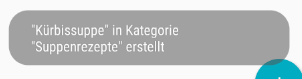 "Kürbissuppe" in Kategorie
"Suppenrezepte" erstellt